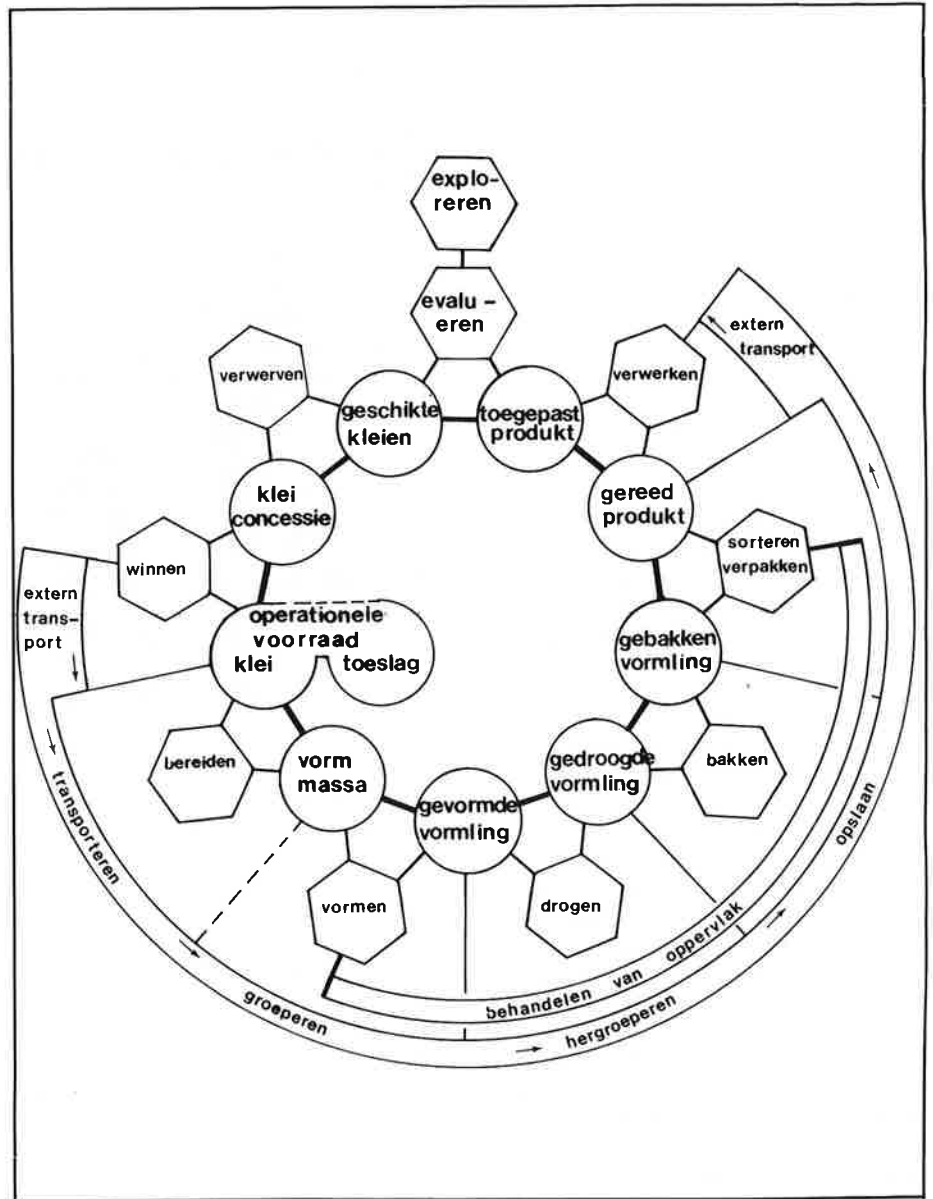 explo-
reren
evalu-
eren
extern
transport
verwerven
verwerken
geschikte
kleien
toegepast
produkt
klei
concessie
gereed
produkt
winnen
sorteren
verpakken
extern
trans-
port
operationele
voorraad
klei
toeslag
gebakken
vormling
bereiden
vorm
massa
gedroogde
vormling
bakken
gevormde
vormling
vormen
drogen
transporteren
groeperen
behandelen van oppervlak
hergroeperen
opslaan